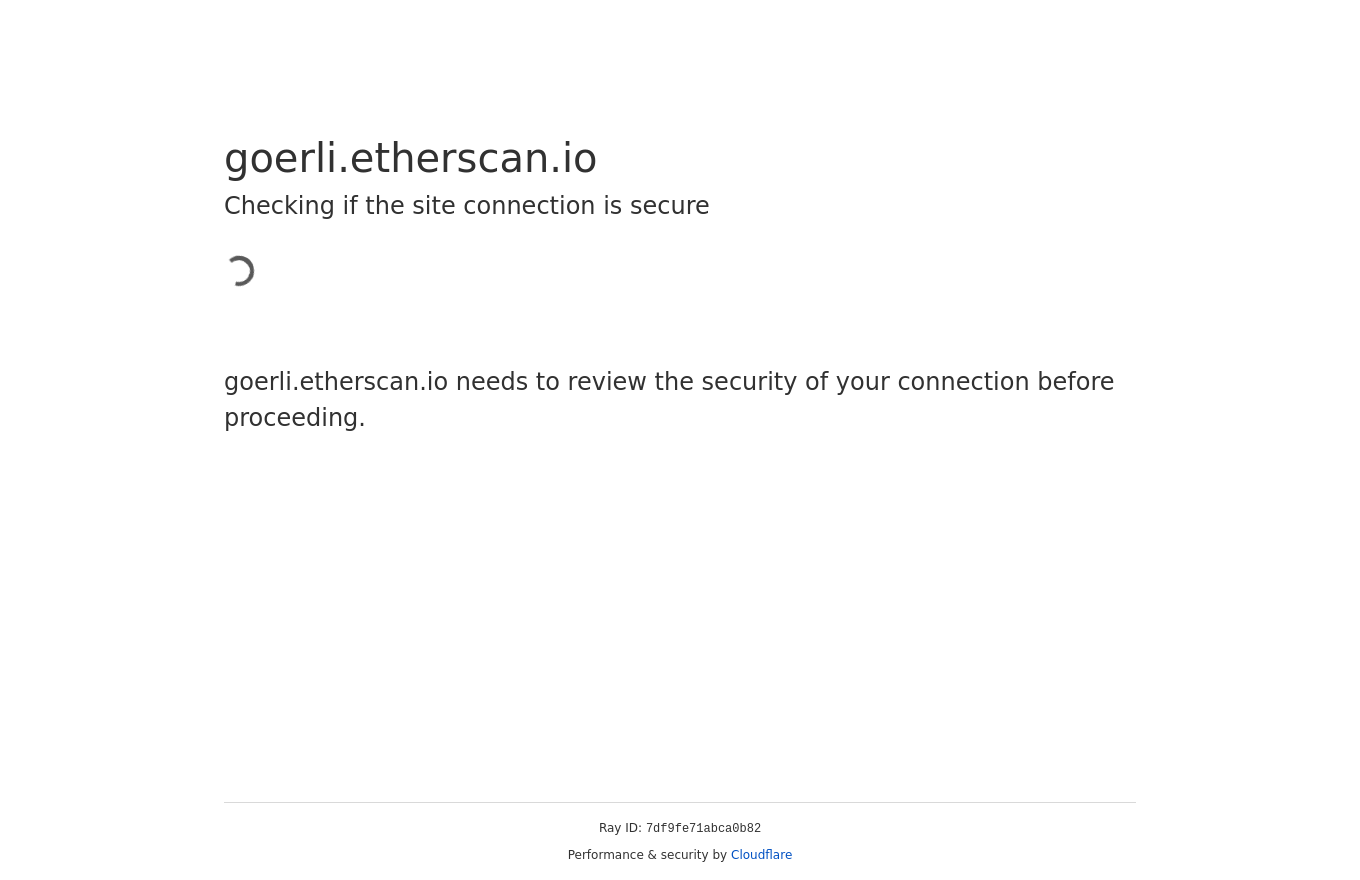 goerli.etherscan.io
Checking if the site connection is secure
goerli.etherscan.io needs to review the security of your connection before
proceeding.
Ray ID: 7df9fe71abca0b82
Performance & security by Cloudflare